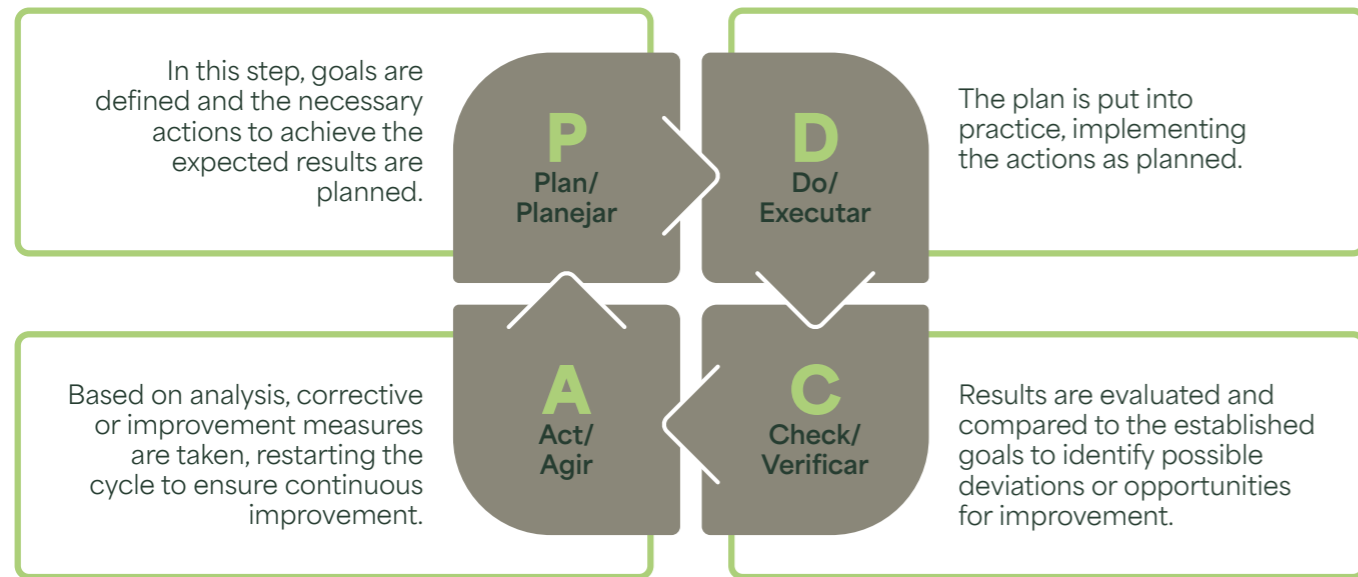 In this step, goals are
defined and the necessary
actions to achieve the
expected results are
planned.
P
Plan/
Planejar
D
Do/
Executar
The plan is put into
practice, implementing
the actions as planned.
Based on analysis, corrective
or improvement measures
are taken, restarting the
cycle to ensure continuous
improvement.
A
Act/
Agir
C
Check/
Verificar
Results are evaluated and
compared to the established
goals to identify possible
deviations or opportunities
for improvement.